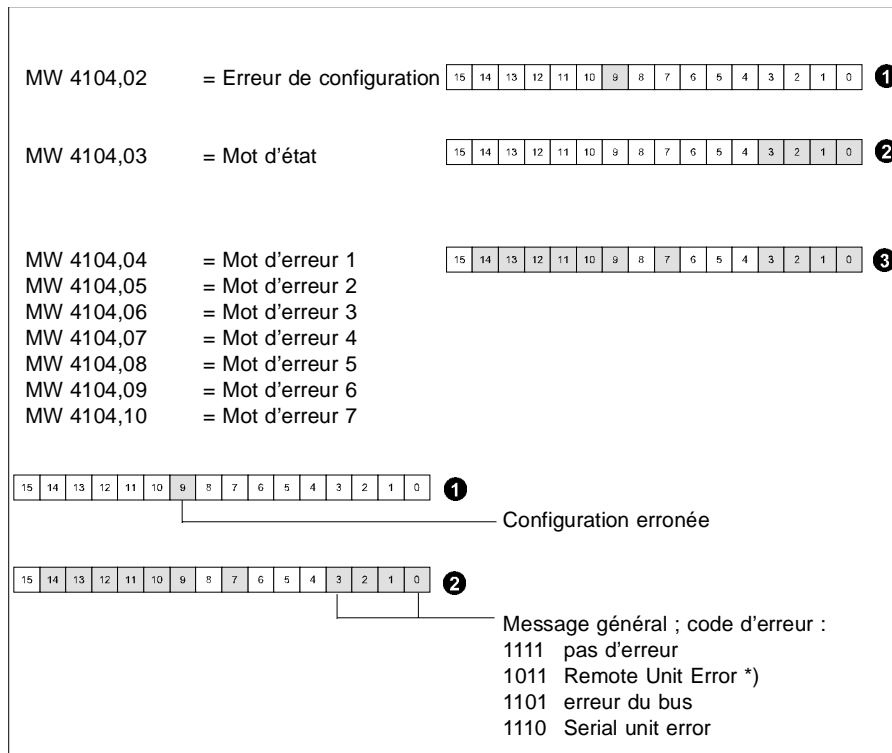 MW 4104,02 = Erreur de configuration 15 14 13 12 11 10 9 8 7 6 5 4 3 2 1 0 1
MW 4104,03 = Mot d'état 15 14 13 12 11 10 9 8 7 6 5 4 3 2 1 0 2
MW 4104,04 = Mot d'erreur 1 15 14 13 12 11 10 9 8 7 6 5 4 3 2 1 0 3
MW 4104,05 = Mot d'erreur 2
MW 4104,06 = Mot d'erreur 3
MW 4104,07 = Mot d'erreur 4
MW 4104,08 = Mot d'erreur 5
MW 4104,09 = Mot d'erreur 6
MW 4104,10 = Mot d'erreur 7
15 14 13 12 11 10 9 8 7 6 5 4 3 2 1 0 1
Configuration erronée
15 14 13 12 11 10 9 8 7 6 5 4 3 2 1 0 2
Message général ; code d'erreur :
1111 pas d'erreur
1011 Remote Unit Error *)
1101 erreur du bus
1110 Serial unit error